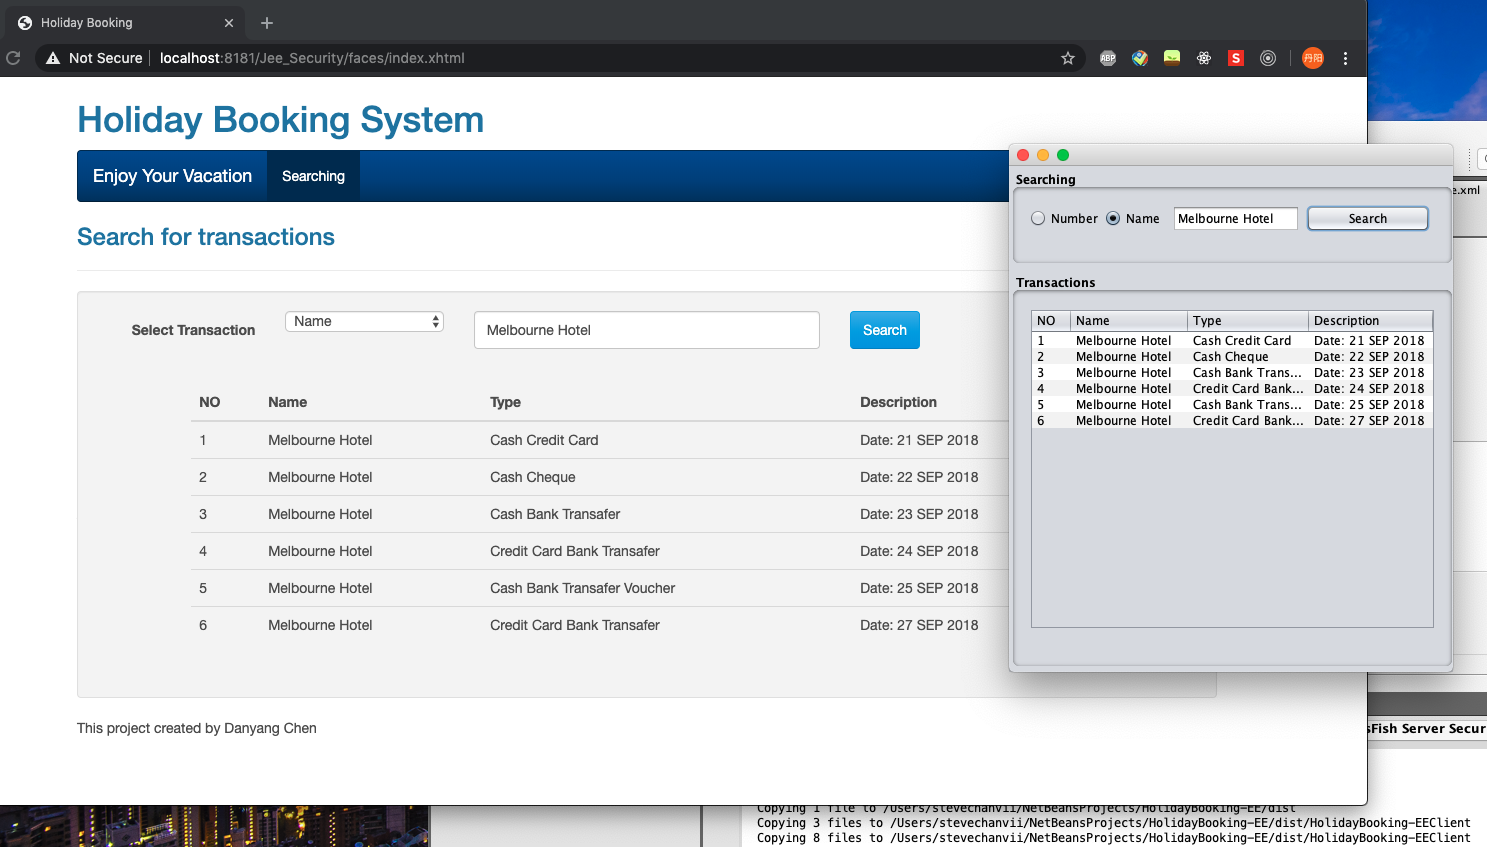 Holiday Booking
Not Secure localhost:8181/Jee_Security/faces/index.xhtml
ABP
S
丹阳
Holiday Booking System
Enjoy Your Vacation Searching
Search for transactions
Select Transaction Name Melbourne Hotel Search
NO Name Type Description
1 Melbourne Hotel Cash Credit Card Date: 21 SEP 2018
2 Melbourne Hotel Cash Cheque Date: 22 SEP 2018
3 Melbourne Hotel Cash Bank Transafer Date: 23 SEP 2018
4 Melbourne Hotel Credit Card Bank Transafer Date: 24 SEP 2018
5 Melbourne Hotel Cash Bank Transafer Voucher Date: 25 SEP 2018
6 Melbourne Hotel Credit Card Bank Transafer Date: 27 SEP 2018
This project created by Danyang Chen
Searching
Number Name Melbourne Hotel Search
Transactions
NO Name Type Description
1 Melbourne Hotel Cash Credit Card Date: 21 SEP 2018
2 Melbourne Hotel Cash Cheque Date: 22 SEP 2018
3 Melbourne Hotel Cash Bank Trans... Date: 23 SEP 2018
4 Melbourne Hotel Credit Card Bank... Date: 24 SEP 2018
5 Melbourne Hotel Cash Bank Trans... Date: 25 SEP 2018
6 Melbourne Hotel Credit Card Bank... Date: 27 SEP 2018
e.xml
sFish Server Secur
Copying 1 file to /Users/stevechanvii/NetBeansProjects/HolidayBooking-EE/dist
Copying 3 files to /Users/stevechanvii/NetBeansProjects/HolidayBooking-EE/dist/HolidayBooking-EEClient
Copying 8 files to /Users/stevechanvii/NetBeansProjects/HolidayBooking-EE/dist/HolidayBooking-EEClient